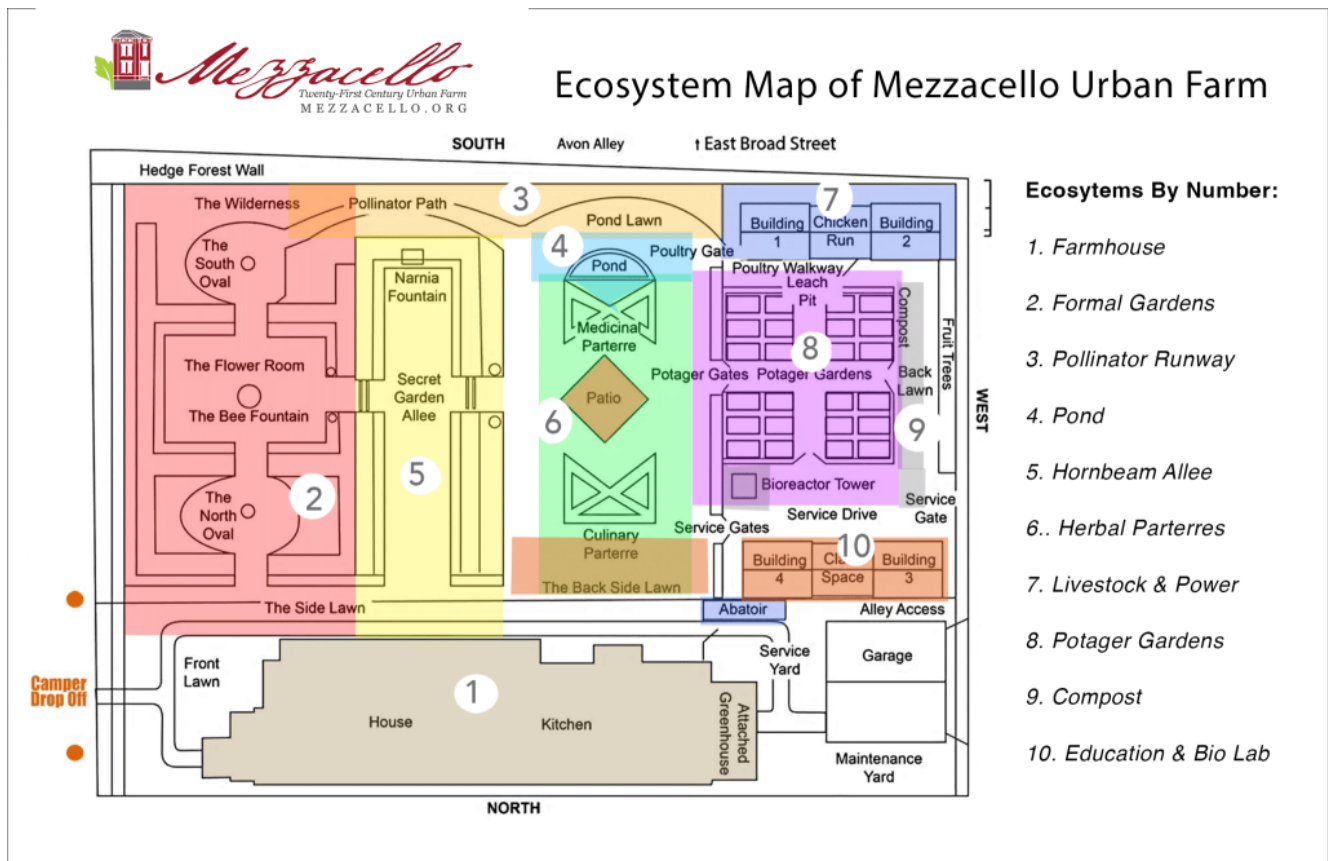 Mezzacello
Twenty-First Century Urban Farm
MEZZACELLO.ORG
Ecosystem Map of Mezzacello Urban Farm
SOUTH
Avon Alley
↑ East Broad Street
Hedge Forest Wall
The Wilderness
Pollinator Path
3
Pond Lawn
7
Building
1
Chicken
Run
Building
2
The
South
Oval
4
Pond
Poultry Gate
Poultry Walkway
Narnia
Fountain
Leach
Pit
Compost
Fruit Trees
Medicinal
Parterre
8
The Flower Room
Secret
Garden
Allee
Patio
Potager Gates
Potager Gardens
Back
Lawn
WEST
The Bee Fountain
6
9
5
2
The
North
Oval
Bioreactor Tower
Service Drive
Service
Gate
Service Gates
Culinary
Parterre
10
Building
4
Space
Building
3
The Back Side Lawn
The Side Lawn
Abatoir
Alley Access
Camper
Drop Off
Front
Lawn
1
House
Kitchen
Attached
Greenhouse
Service
Yard
Garage
Maintenance
Yard
NORTH
Ecosytems By Number:
1. Farmhouse
2. Formal Gardens
3. Pollinator Runway
4. Pond
5. Hornbeam Allee
6.. Herbal Parterres
7. Livestock & Power
8. Potager Gardens
9. Compost
10. Education & Bio Lab